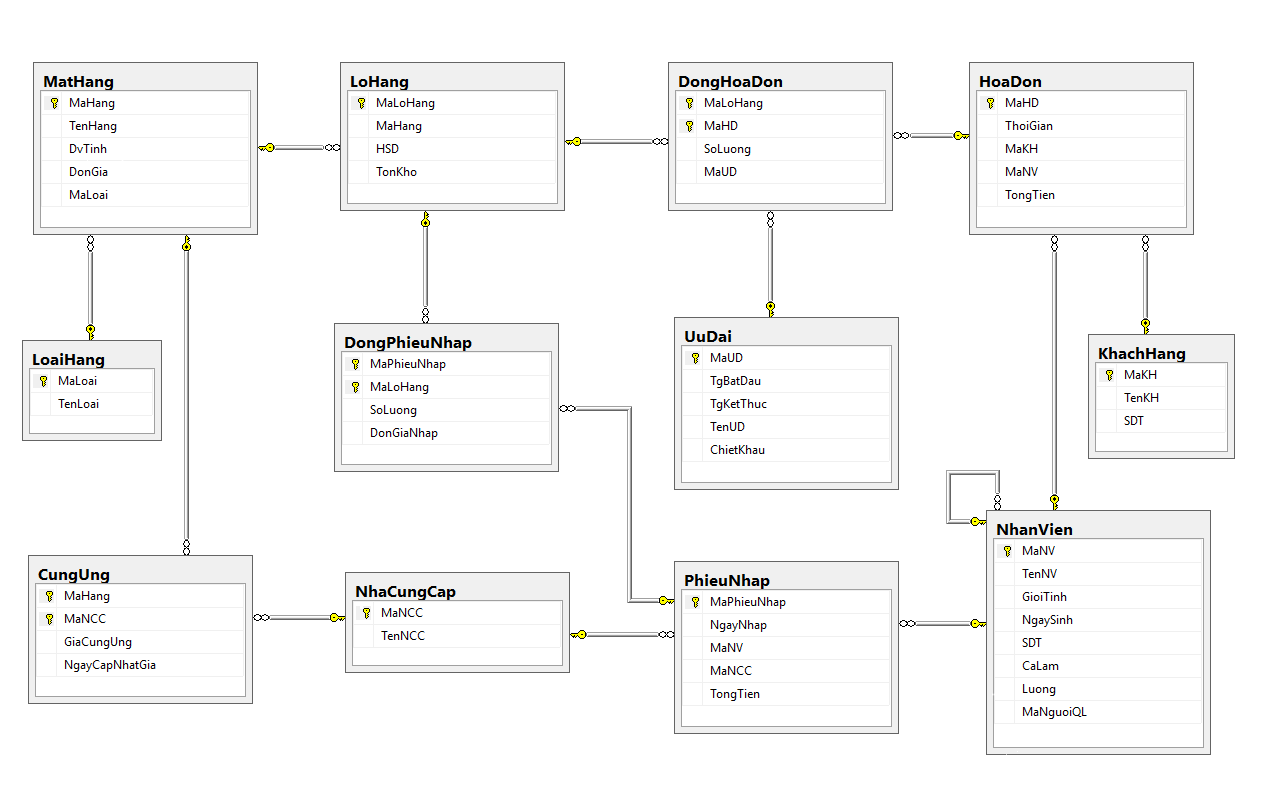 MatHang
MaHang
TenHang
DvTinh
DonGia
MaLoai
LoHang
MaLoHang
MaHang
HSD
TonKho
DongHoaDon
MaLoHang
MaHD
SoLuong
MaUD
HoaDon
MaHD
ThoiGian
MaKH
MaNV
TongTien
LoaiHang
MaLoai
TenLoai
DongPhieuNhap
MaPhieuNhap
MaLoHang
SoLuong
DonGiaNhap
UuDai
MaUD
TgBatDau
TgKetThuc
TenUD
ChietKhau
KhachHang
MaKH
TenKH
SDT
CungUng
MaHang
MaNCC
GiaCungUng
NgayCapNhatGia
NhaCungCap
MaNCC
TenNCC
PhieuNhap
MaPhieuNhap
NgayNhap
MaNV
MaNCC
TongTien
NhanVien
MaNV
TenNV
GioiTinh
NgaySinh
SDT
CaLam
Luong
MaNguoiQL